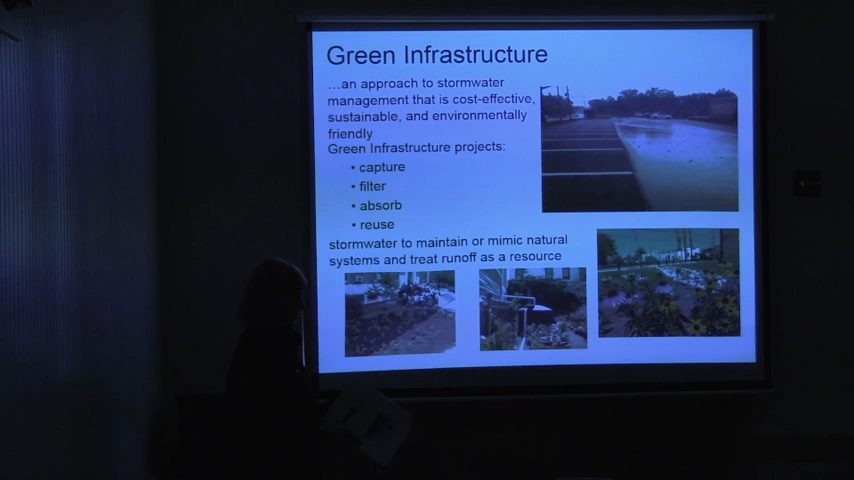 Green Infrastructure
...an approach to stormwater
management that is cost-effective,
sustainable, and environmentally
friendly
Green Infrastructure projects:
• capture
• filter
• absorb
• reuse
stormwater to maintain or mimic natural
systems and treat runoff as a resource